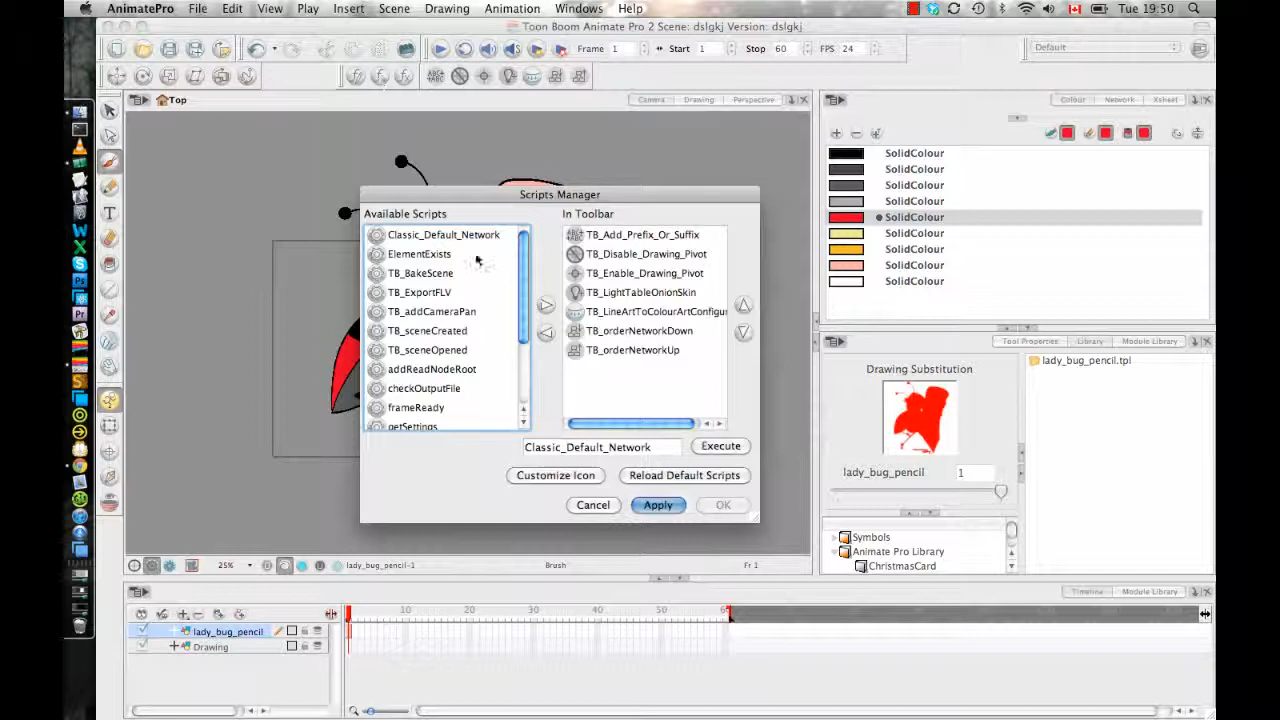 AnimatePro File Edit View Play Insert Scene Drawing Animation Windows Help Tue 19:50
Toon Boom Animate Pro 2 Scene: dslgkj Version: dslgkj
Frame 1 Start 1 Stop 60 FPS 24 Default
Top Camera Drawing Perspective
Colour Network Xsheet
SolidColour
SolidColour
SolidColour
SolidColour
SolidColour
SolidColour
SolidColour
SolidColour
SolidColour
Scripts Manager
Available Scripts
Classic_Default_Network
ElementExists
TB_BakeScene
TB_ExportFLV
TB_addCameraPan
TB_sceneCreated
TB_sceneOpened
addReadNodeRoot
checkOutputFile
frameReady
getSettings
In Toolbar
TB_Add_Prefix_Or_Suffix
TB_Disable_Drawing_Pivot
TB_Enable_Drawing_Pivot
TB_LightTableOnionSkin
TB_LineArtToColourArtConfigur
TB_orderNetworkDown
TB_orderNetworkUp
Classic_Default_Network Execute
Customize Icon Reload Default Scripts
Cancel Apply OK
Tool Properties Library Module Library
Drawing Substitution
lady_bug_pencil 1
lady_bug_pencil.tpl
Symbols
Animate Pro Library
ChristmasCard
25% lady_bug_pencil-1 Brush Fr 1
Timeline Module Library
10 20 30 40 50
lady_bug_pencil
Drawing